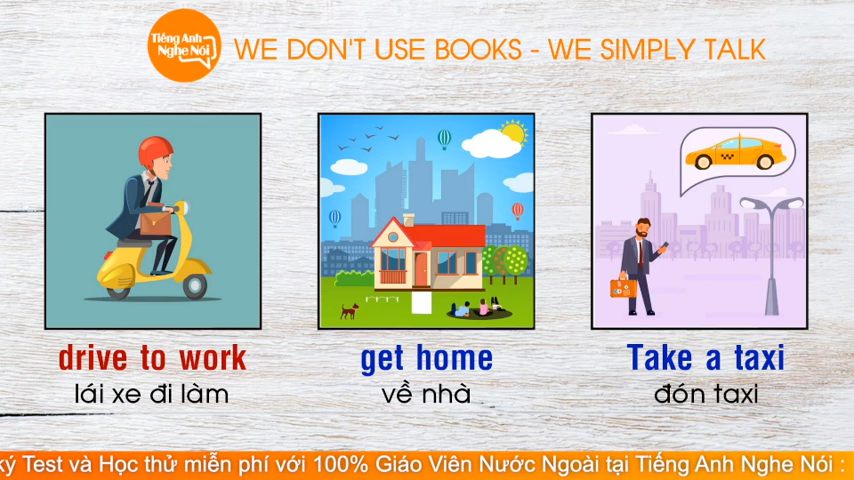 Tiếng Anh
Nghe Nói
WE DON'T USE BOOKS - WE SIMPLY TALK
drive to work
get home
Take a taxi
lái xe đi làm
về nhà
đón taxi
ký Test và Học thử miễn phí với 100% Giáo Viên Nước Ngoài tại Tiếng Anh Nghe Nói :